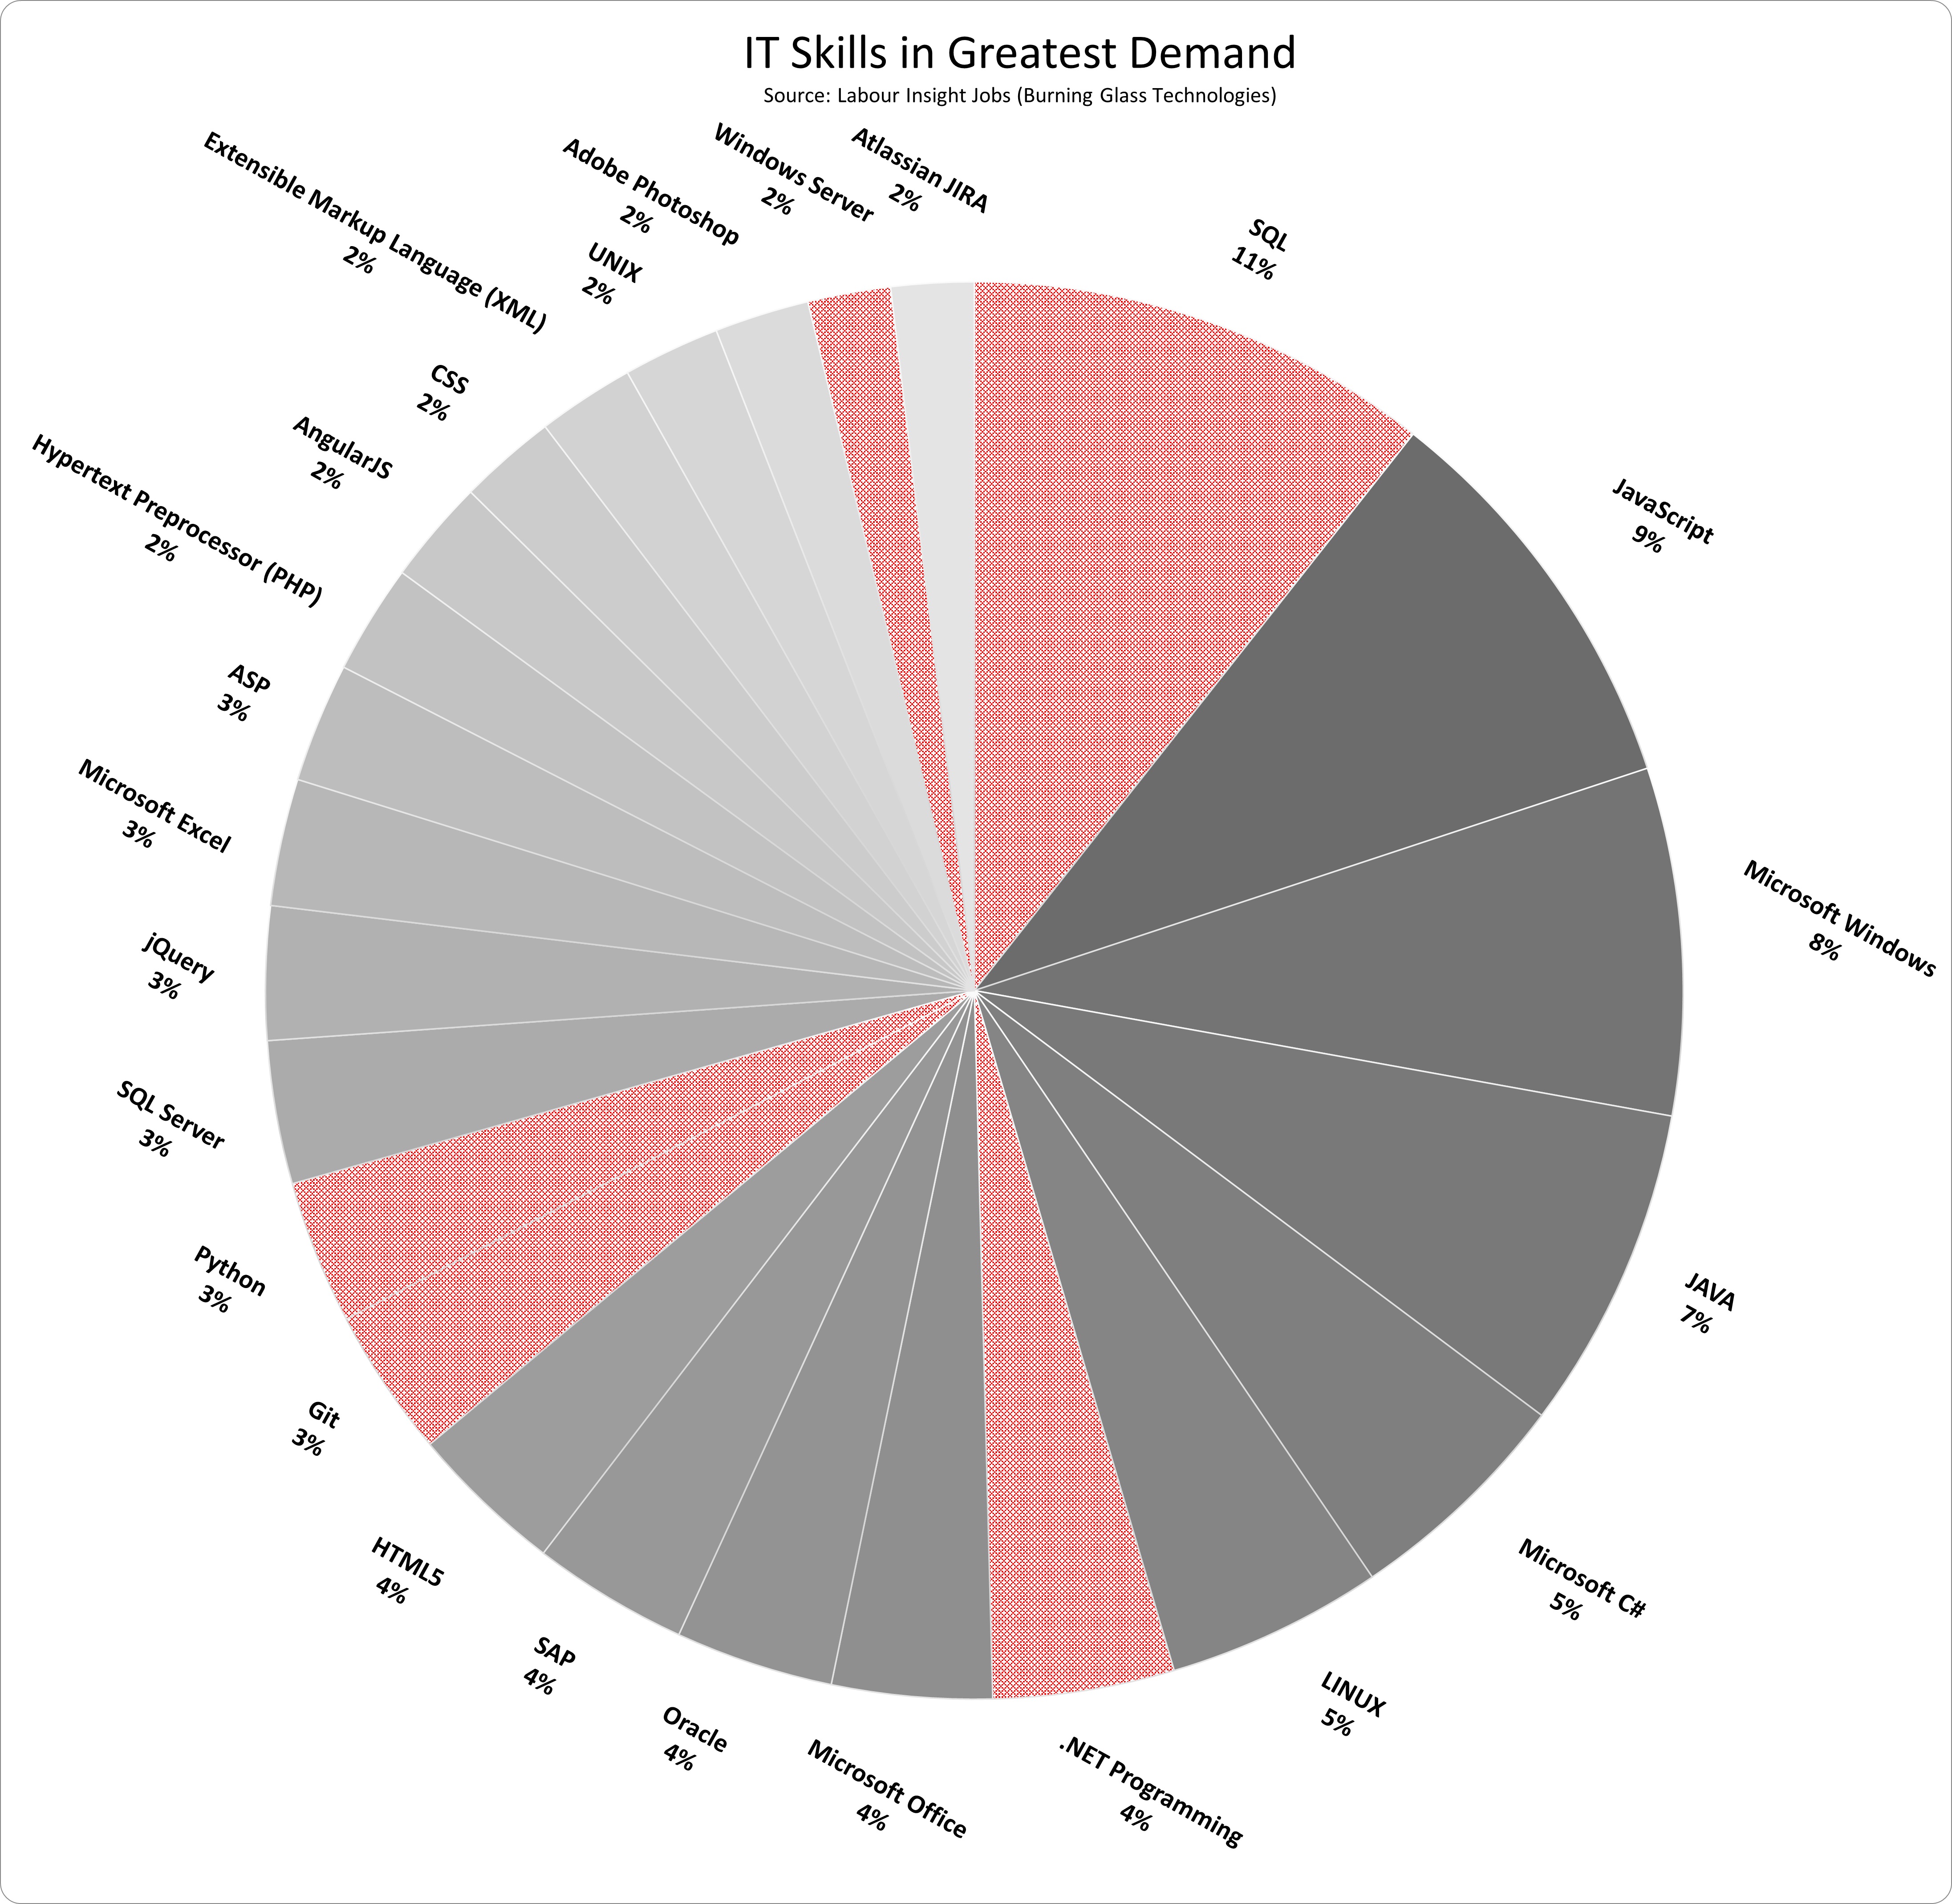 IT Skills in Greatest Demand
Source: Labour Insight Jobs (Burning Glass Technologies)
SQL
11%
JavaScript
9%
Microsoft Windows
8%
JAVA
7%
Microsoft C#
5%
LINUX
5%
.NET Programming
4%
Microsoft Office
4%
Oracle
4%
SAP
4%
HTML5
4%
Git
3%
Python
3%
SQL Server
3%
jQuery
3%
Microsoft Excel
3%
ASP
3%
Hypertext Preprocessor (PHP)
2%
AngularJS
2%
CSS
2%
Extensible Markup Language (XML)
2%
UNIX
2%
Adobe Photoshop
2%
Windows Server
2%
Atlassian JIRA
2%